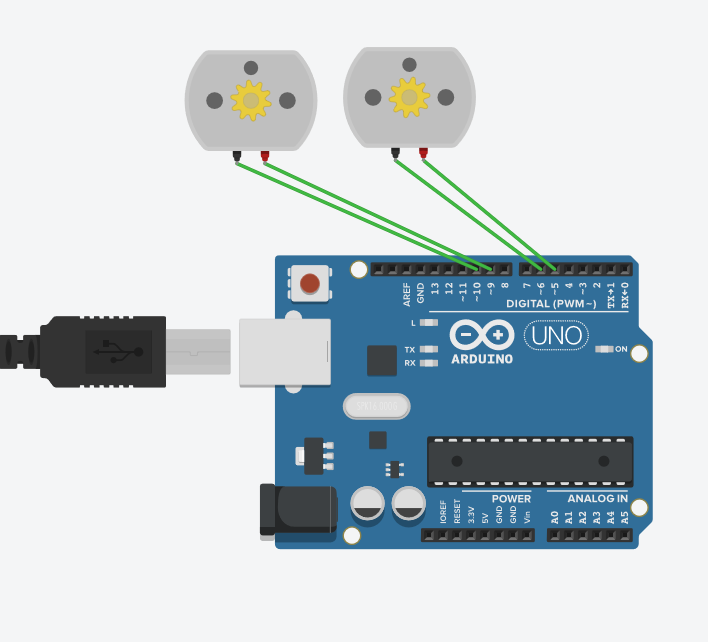 AREF
GND
13
12
~11
~10
~9
8
7
~6
~5
4
~3
2
TX→1
RX←0
DIGITAL (PWM~)
L
TX
RX
ARDUINO
UNO
ON
POWER
ANALOG IN
IOREF
RESET
3.3V
5V
GND
GND
Vin
A0
A1
A2
A3
A4
A5